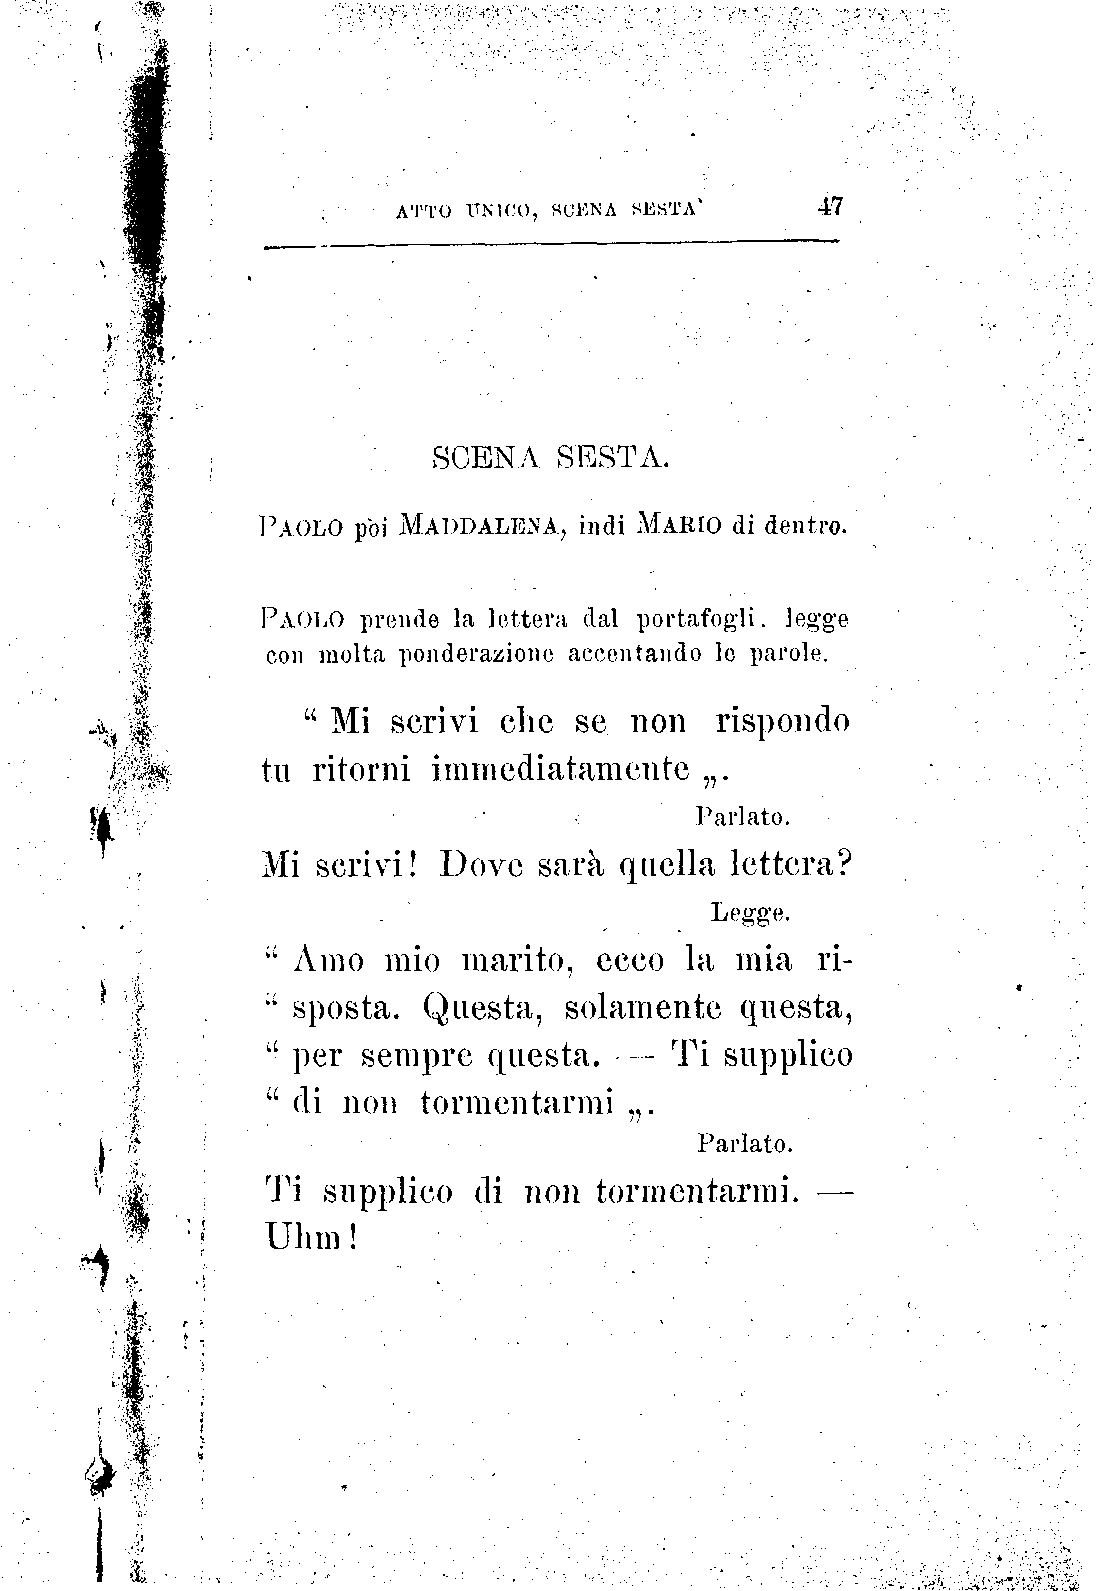 ATTO UNICO, SCENA SESTA 47
SCENA SESTA.
PAOLO poi MADDALENA, indi MARIO di dentro.
PAOLO prende la lettera dal portafogli. legge
con molta ponderazione accentando le parole.
“ Mi scrivi che se non rispondo
tu ritorni immediatamente „.
Parlato.
Mi scrivi! Dove sarà quella lettera?
Legge.
“ Amo mio marito, ecco la mia ri-
“ sposta. Questa, solamente questa,
“ per sempre questa. — Ti supplico
“ di non tormentarmi „.
Parlato.
Ti supplico di non tormentarmi. —
Uhm!